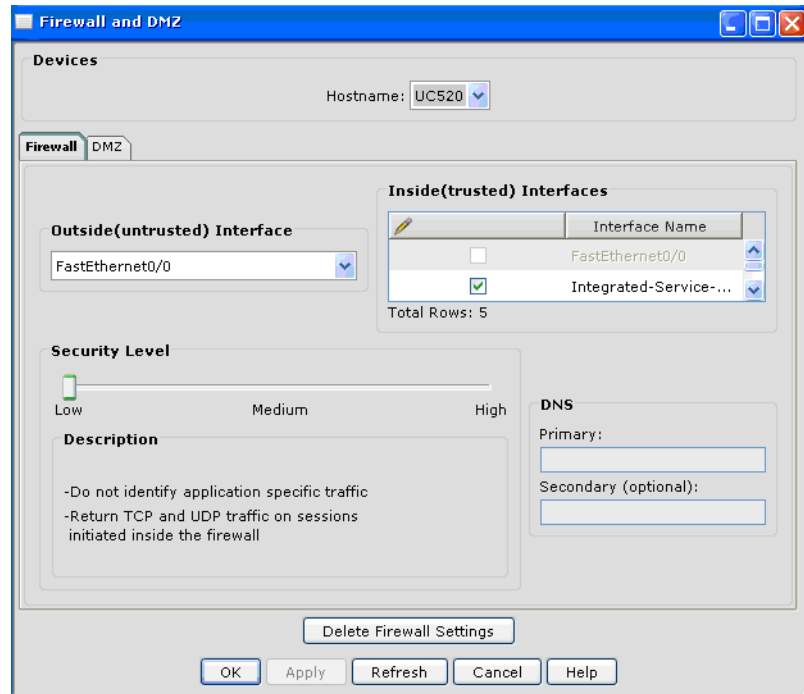 Firewall and DMZ
Devices
Hostname: UC520
Firewall DMZ
Outside(untrusted) Interface
FastEthernet0/0
Inside(trusted) Interfaces
Interface Name
FastEthernet0/0
Integrated-Service-...
Total Rows: 5
Security Level
Low Medium High
Description
-Do not identify application specific traffic
-Return TCP and UDP traffic on sessions
initiated inside the firewall
DNS
Primary:
Secondary (optional):
Delete Firewall Settings
OK Apply Refresh Cancel Help